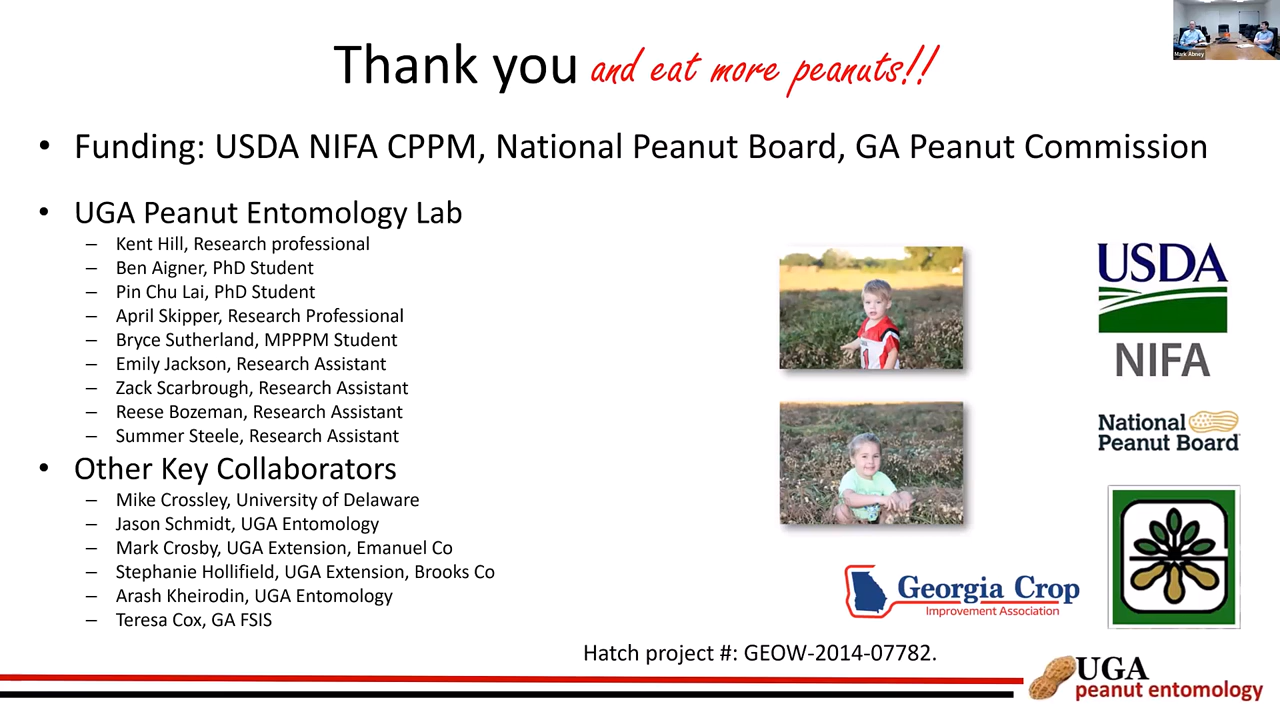 Mark Abney
Thank you and eat more peanuts!!
• Funding: USDA NIFA CPPM, National Peanut Board, GA Peanut Commission
• UGA Peanut Entomology Lab
– Kent Hill, Research professional
– Ben Aigner, PhD Student
– Pin Chu Lai, PhD Student
– April Skipper, Research Professional
– Bryce Sutherland, MPPPM Student
– Emily Jackson, Research Assistant
– Zack Scarbrough, Research Assistant
– Reese Bozeman, Research Assistant
– Summer Steele, Research Assistant
• Other Key Collaborators
– Mike Crossley, University of Delaware
– Jason Schmidt, UGA Entomology
– Mark Crosby, UGA Extension, Emanuel Co
– Stephanie Hollifield, UGA Extension, Brooks Co
– Arash Kheirodin, UGA Entomology
– Teresa Cox, GA FSIS
USDA
NIFA
National
Peanut Board
Georgia Crop
Improvement Association
Hatch project #: GEOW-2014-07782.
UGA
peanut entomology